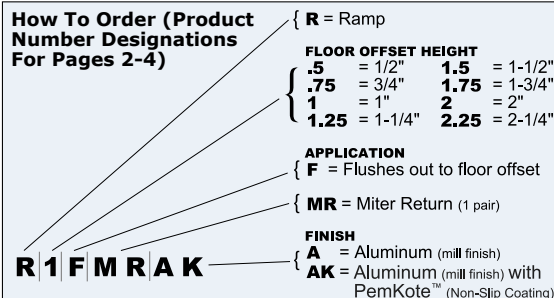 How To Order (Product
Number Designations
For Pages 2-4)
{ R = Ramp
FLOOR OFFSET HEIGHT
.5 = 1/2" 1.5 = 1-1/2"
.75 = 3/4" 1.75 = 1-3/4"
1 = 1" 2 = 2"
1.25 = 1-1/4" 2.25 = 2-1/4"
APPLICATION
{ F = Flushes out to floor offset
{ MR = Miter Return (1 pair)
FINISH
A = Aluminum (mill finish)
AK = Aluminum (mill finish) with
PemKote™ (Non-Slip Coating)
R|1|F|M R|A K